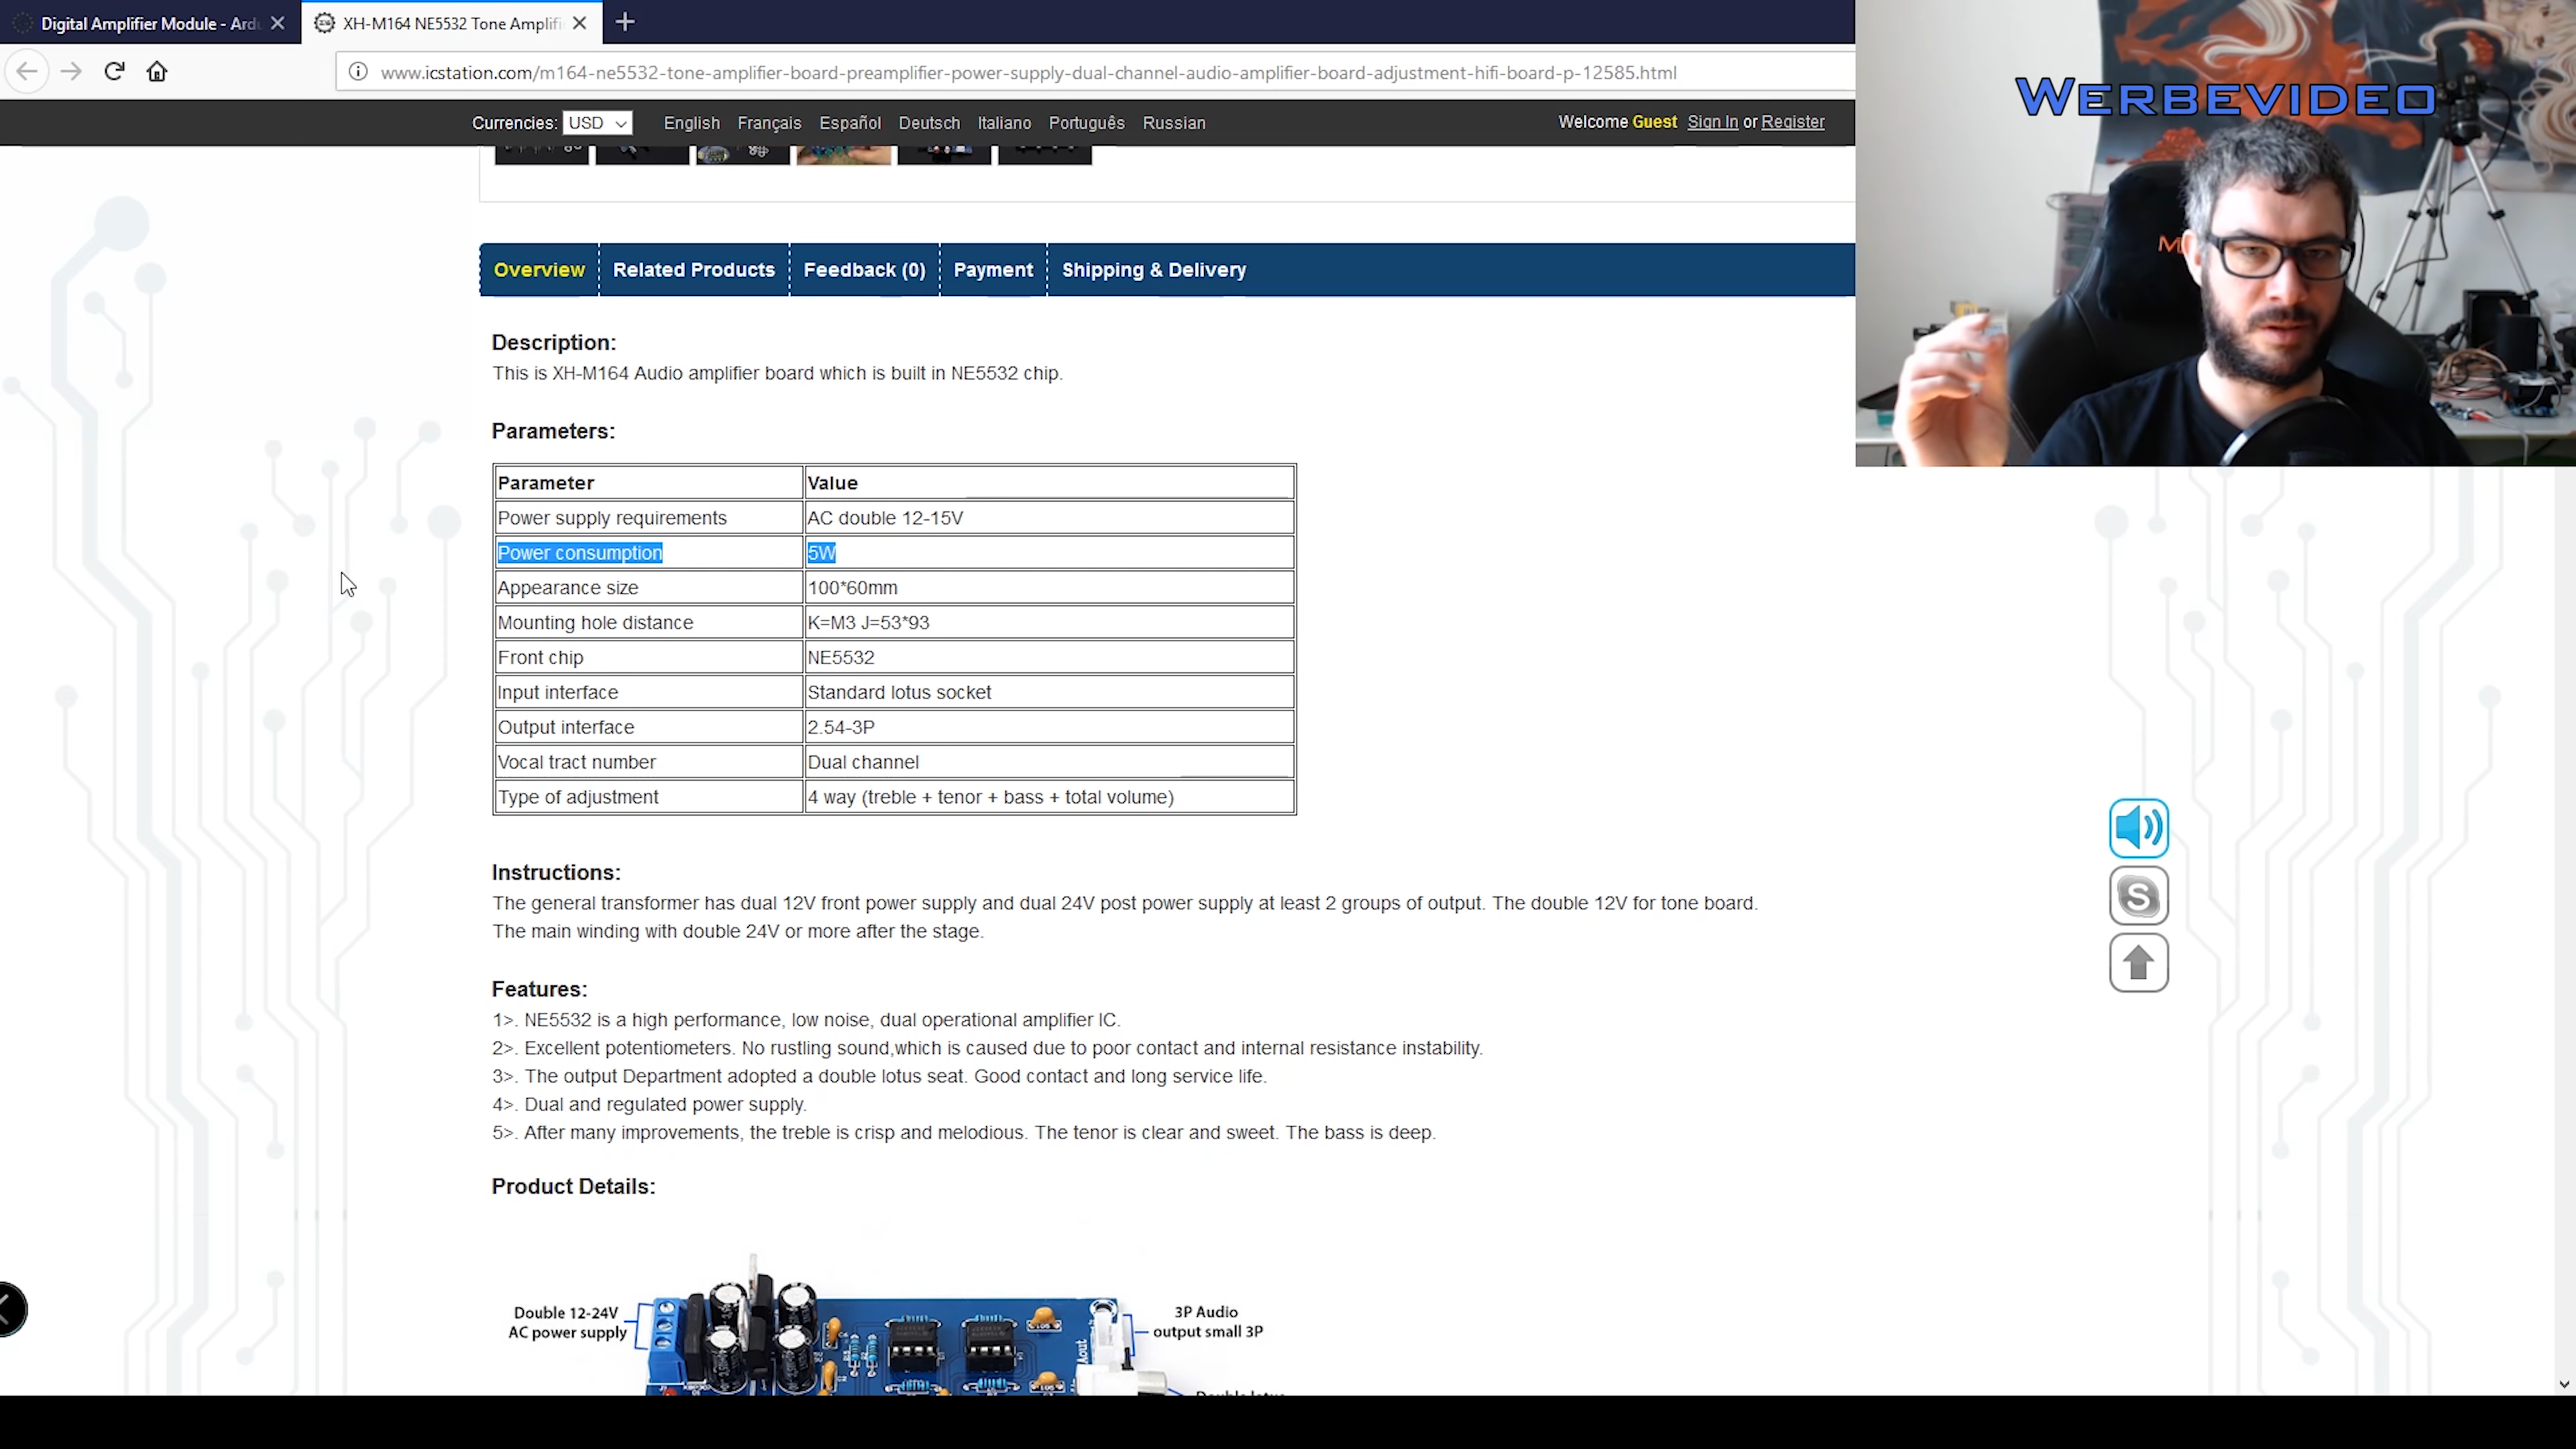 Digital Amplifier Module - Ard
XH-M164 NE5532 Tone Amplifi
www.icstation.com/m164-ne5532-tone-amplifier-board-preamplifier-power-supply-dual-channel-audio-amplifier-board-adjustment-hifi-board-p-12585.html
WERBEVIDEO
Currencies: USD English Français Español Deutsch Italiano Português Russian Welcome Guest Sign In or Register
Overview Related Products Feedback (0) Payment Shipping & Delivery
Description:
This is XH-M164 Audio amplifier board which is built in NE5532 chip.
Parameters:
Parameter Value
Power supply requirements AC double 12-15V
Power consumption 5W
Appearance size 100*60mm
Mounting hole distance K=M3 J=53*93
Front chip NE5532
Input interface Standard lotus socket
Output interface 2.54-3P
Vocal tract number Dual channel
Type of adjustment 4 way (treble + tenor + bass + total volume)
Instructions:
The general transformer has dual 12V front power supply and dual 24V post power supply at least 2 groups of output. The double 12V for tone board.
The main winding with double 24V or more after the stage.
Features:
1>. NE5532 is a high performance, low noise, dual operational amplifier IC.
2>. Excellent potentiometers. No rustling sound,which is caused due to poor contact and internal resistance instability.
3>. The output Department adopted a double lotus seat. Good contact and long service life.
4>. Dual and regulated power supply.
5>. After many improvements, the treble is crisp and melodious. The tenor is clear and sweet. The bass is deep.
Product Details:
Double 12-24V
AC power supply
3P Audio
output small 3P
Aout